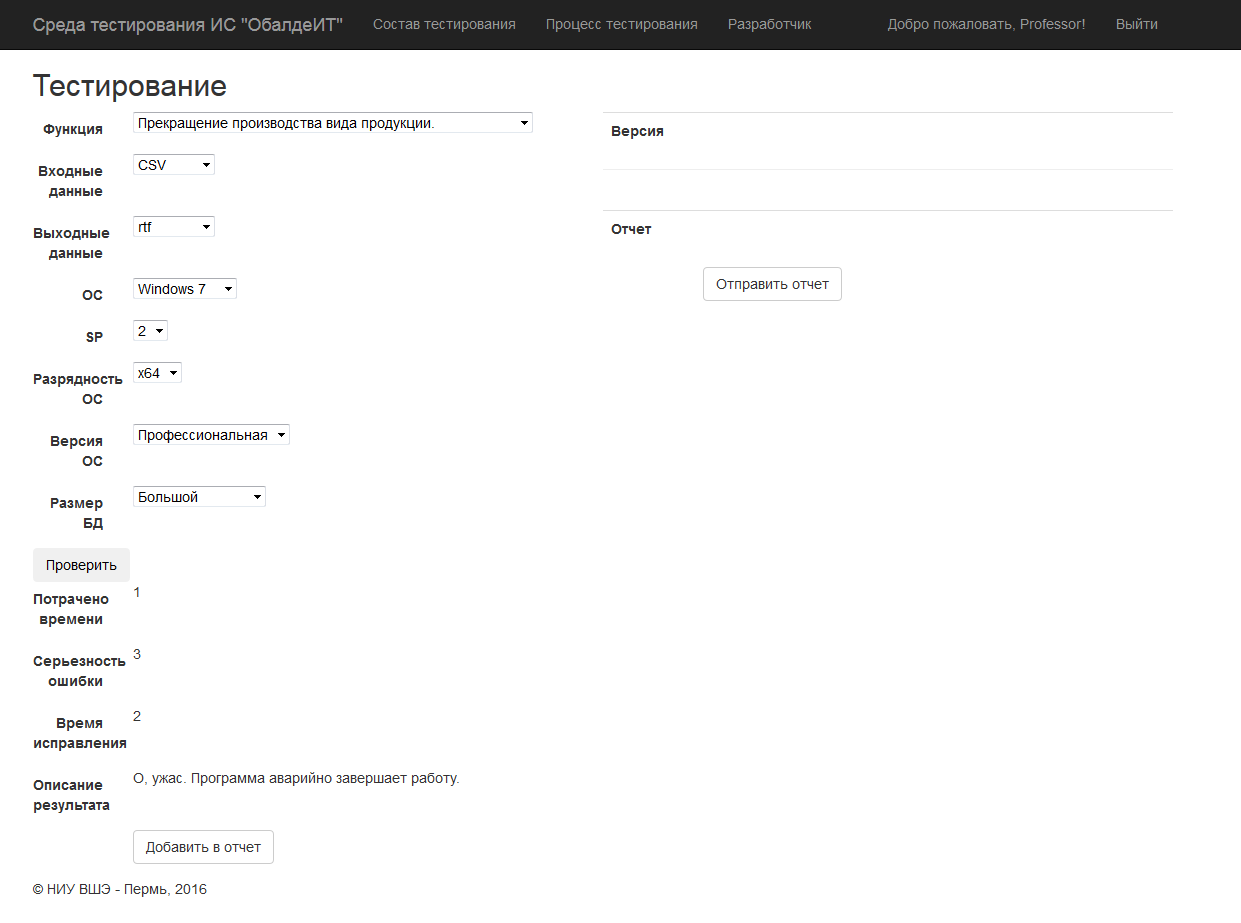 Среда тестирования ИС "ОбалдеИТ" Состав тестирования Процесс тестирования Разработчик Добро пожаловать, Professor! Выйти
Тестирование
Функция Прекращение производства вида продукции.
Входные данные CSV
Выходные данные rtf
ОС Windows 7
SP 2
Разрядность ОС x64
Версия ОС Профессиональная
Размер БД Большой
Проверить
Потрачено времени 1
Серьезность ошибки 3
Время исправления 2
Описание результата О, ужас. Программа аварийно завершает работу.
Добавить в отчет
Версия
Отчет
Отправить отчет
© НИУ ВШЭ - Пермь, 2016